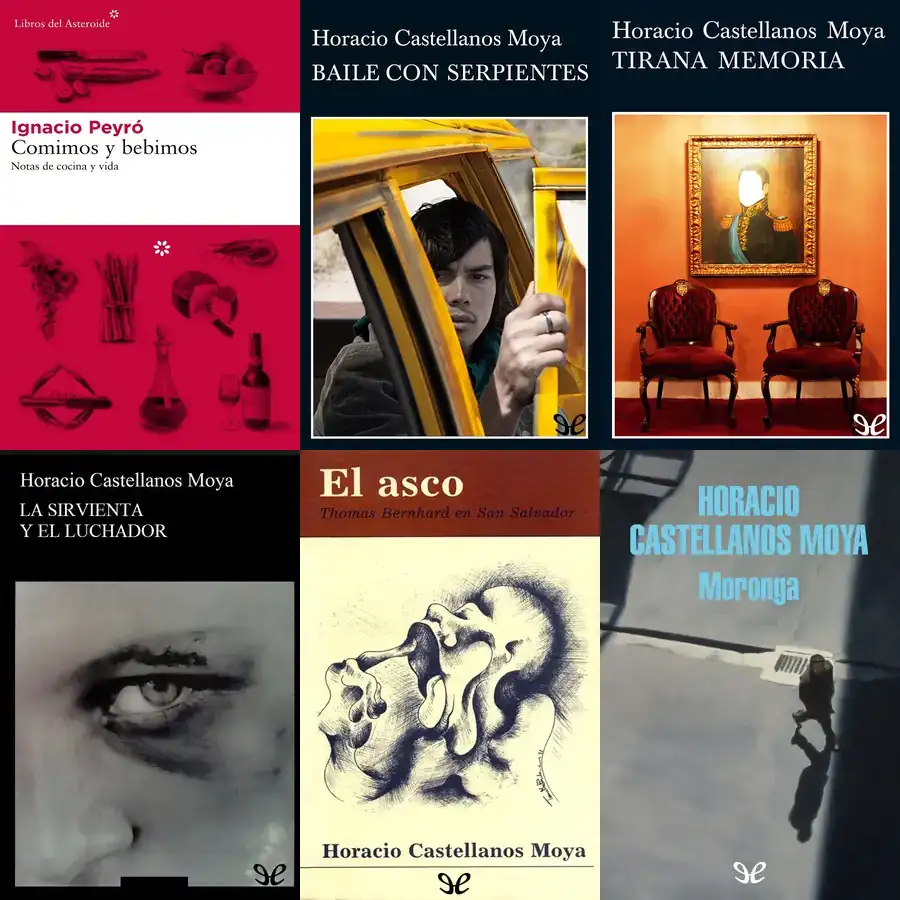 Libros del Asteroide
Ignacio Peyró
Comimos y bebimos
Notas de cocina y vida
Horacio Castellanos Moya
BAILE CON SERPIENTES
Horacio Castellanos Moya
TIRANA MEMORIA
Horacio Castellanos Moya
LA SIRVIENTA
Y EL LUCHADOR
El asco
Thomas Bernhard en San Salvador
Horacio Castellanos Moya
HORACIO
CASTELLANOS MOYA
Moronga